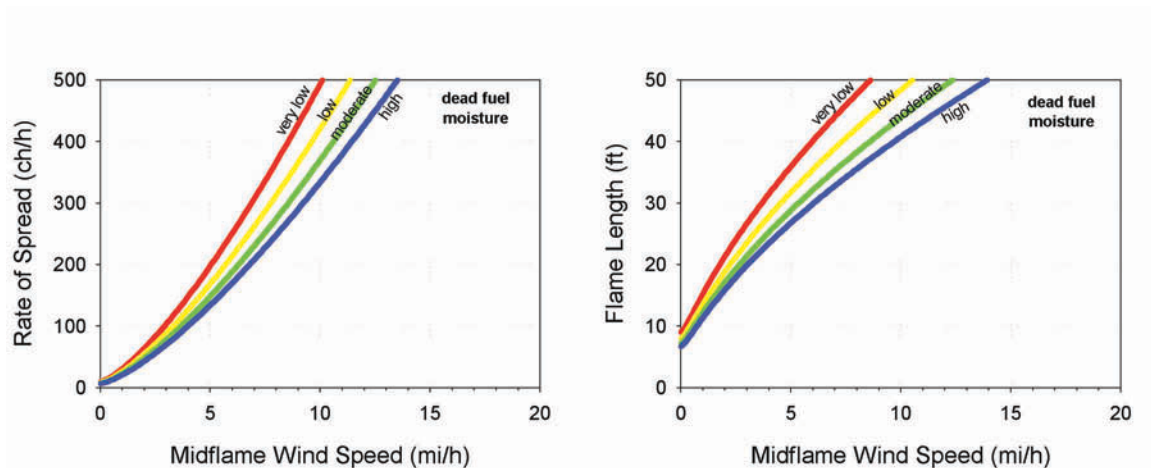 500
400
300
200
100
0
Rate of Spread (ch/h)
very low
low
moderate
high
dead fuel
moisture
0 5 10 15 20
Midflame Wind Speed (mi/h)
50
40
30
20
10
0
Flame Length (ft)
very low
low
moderate
high
dead fuel
moisture
0 5 10 15 20
Midflame Wind Speed (mi/h)